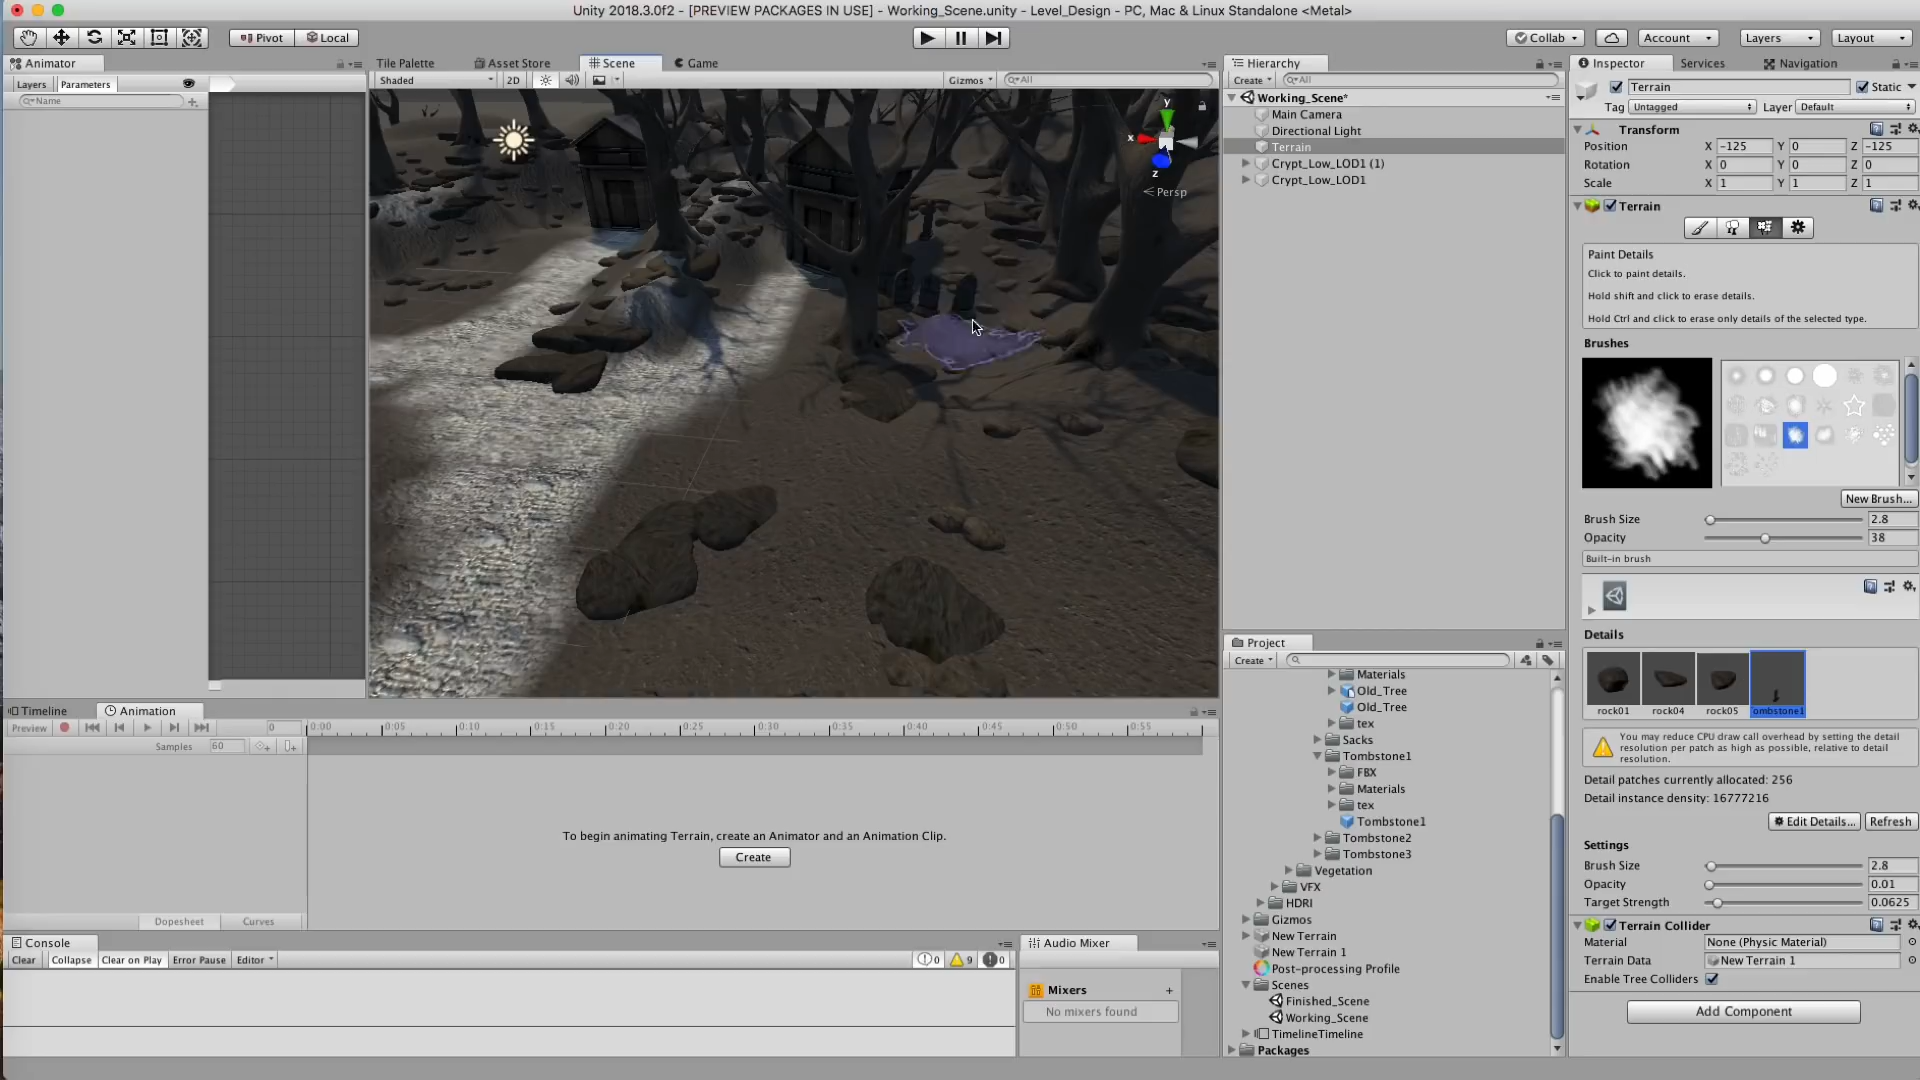 Unity 2018.3.0f2 - [PREVIEW PACKAGES IN USE] - Working_Scene.unity - Level_Design - PC, Mac & Linux Standalone <Metal>
Pivot
Local
Collab
Account
Layers
Layout
Animator
Layers
Parameters
Name
Tile Palette
Asset Store
Scene
Game
Shaded
2D
Gizmos
All
y
x
z
Persp
Hierarchy
Create
All
Working_Scene*
Main Camera
Directional Light
Terrain
Crypt_Low_LOD1 (1)
Crypt_Low_LOD1
Inspector
Services
Navigation
Terrain
Static
Tag
Untagged
Layer
Default
Transform
Position X -125 Y 0 Z -125
Rotation X 0 Y 0 Z 0
Scale X 1 Y 1 Z 1
Terrain
Paint Details
Click to paint details.
Hold shift and click to erase details.
Hold Ctrl and click to erase only details of the selected type.
Brushes
New Brush...
Brush Size 2.8
Opacity 38
Built-in brush
Details
rock01
rock04
rock05
ombstone1
You may reduce CPU draw call overhead by setting the detail
resolution per patch as high as possible, relative to detail
resolution.
Detail patches currently allocated: 256
Detail instance density: 16777216
Edit Details...
Refresh
Settings
Brush Size 2.8
Opacity 0.01
Target Strength 0.0625
Terrain Collider
Material None (Physic Material)
Terrain Data New Terrain 1
Enable Tree Colliders
Add Component
Project
Create
Materials
Old_Tree
Old_Tree
tex
Sacks
Tombstone1
FBX
Materials
tex
Tombstone1
Tombstone2
Tombstone3
Vegetation
VFX
HDRI
Gizmos
New Terrain
New Terrain 1
Post-processing Profile
Scenes
Finished_Scene
Working_Scene
TimelineTimeline
Packages
Timeline
Animation
Preview
0
0:00
0:05
0:10
0:15
0:20
0:25
0:30
0:35
0:40
0:45
0:50
0:55
Samples 60
To begin animating Terrain, create an Animator and an Animation Clip.
Create
Dopesheet
Curves
Console
Clear
Collapse
Clear on Play
Error Pause
Editor
0
9
0
Audio Mixer
Mixers +
No mixers found